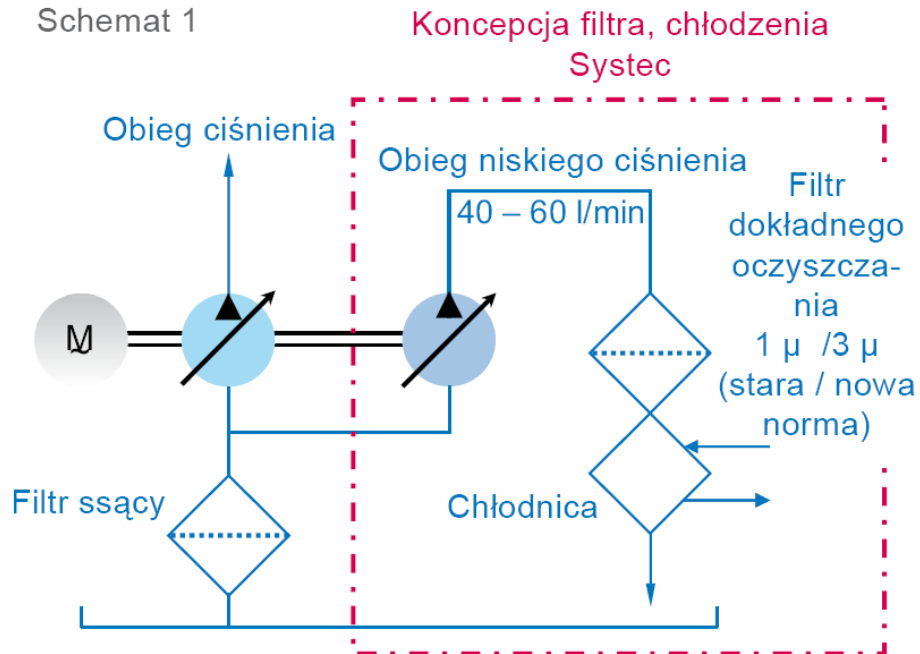 Schemat 1
Koncepcja filtra, chłodzenia
Systec
Obieg ciśnienia
Obieg niskiego ciśnienia
40 – 60 l/min
Filtr
dokładnego
oczyszcza-
nia
1 µ /3 µ
(stara / nowa
norma)
M
Filtr ssący
Chłodnica